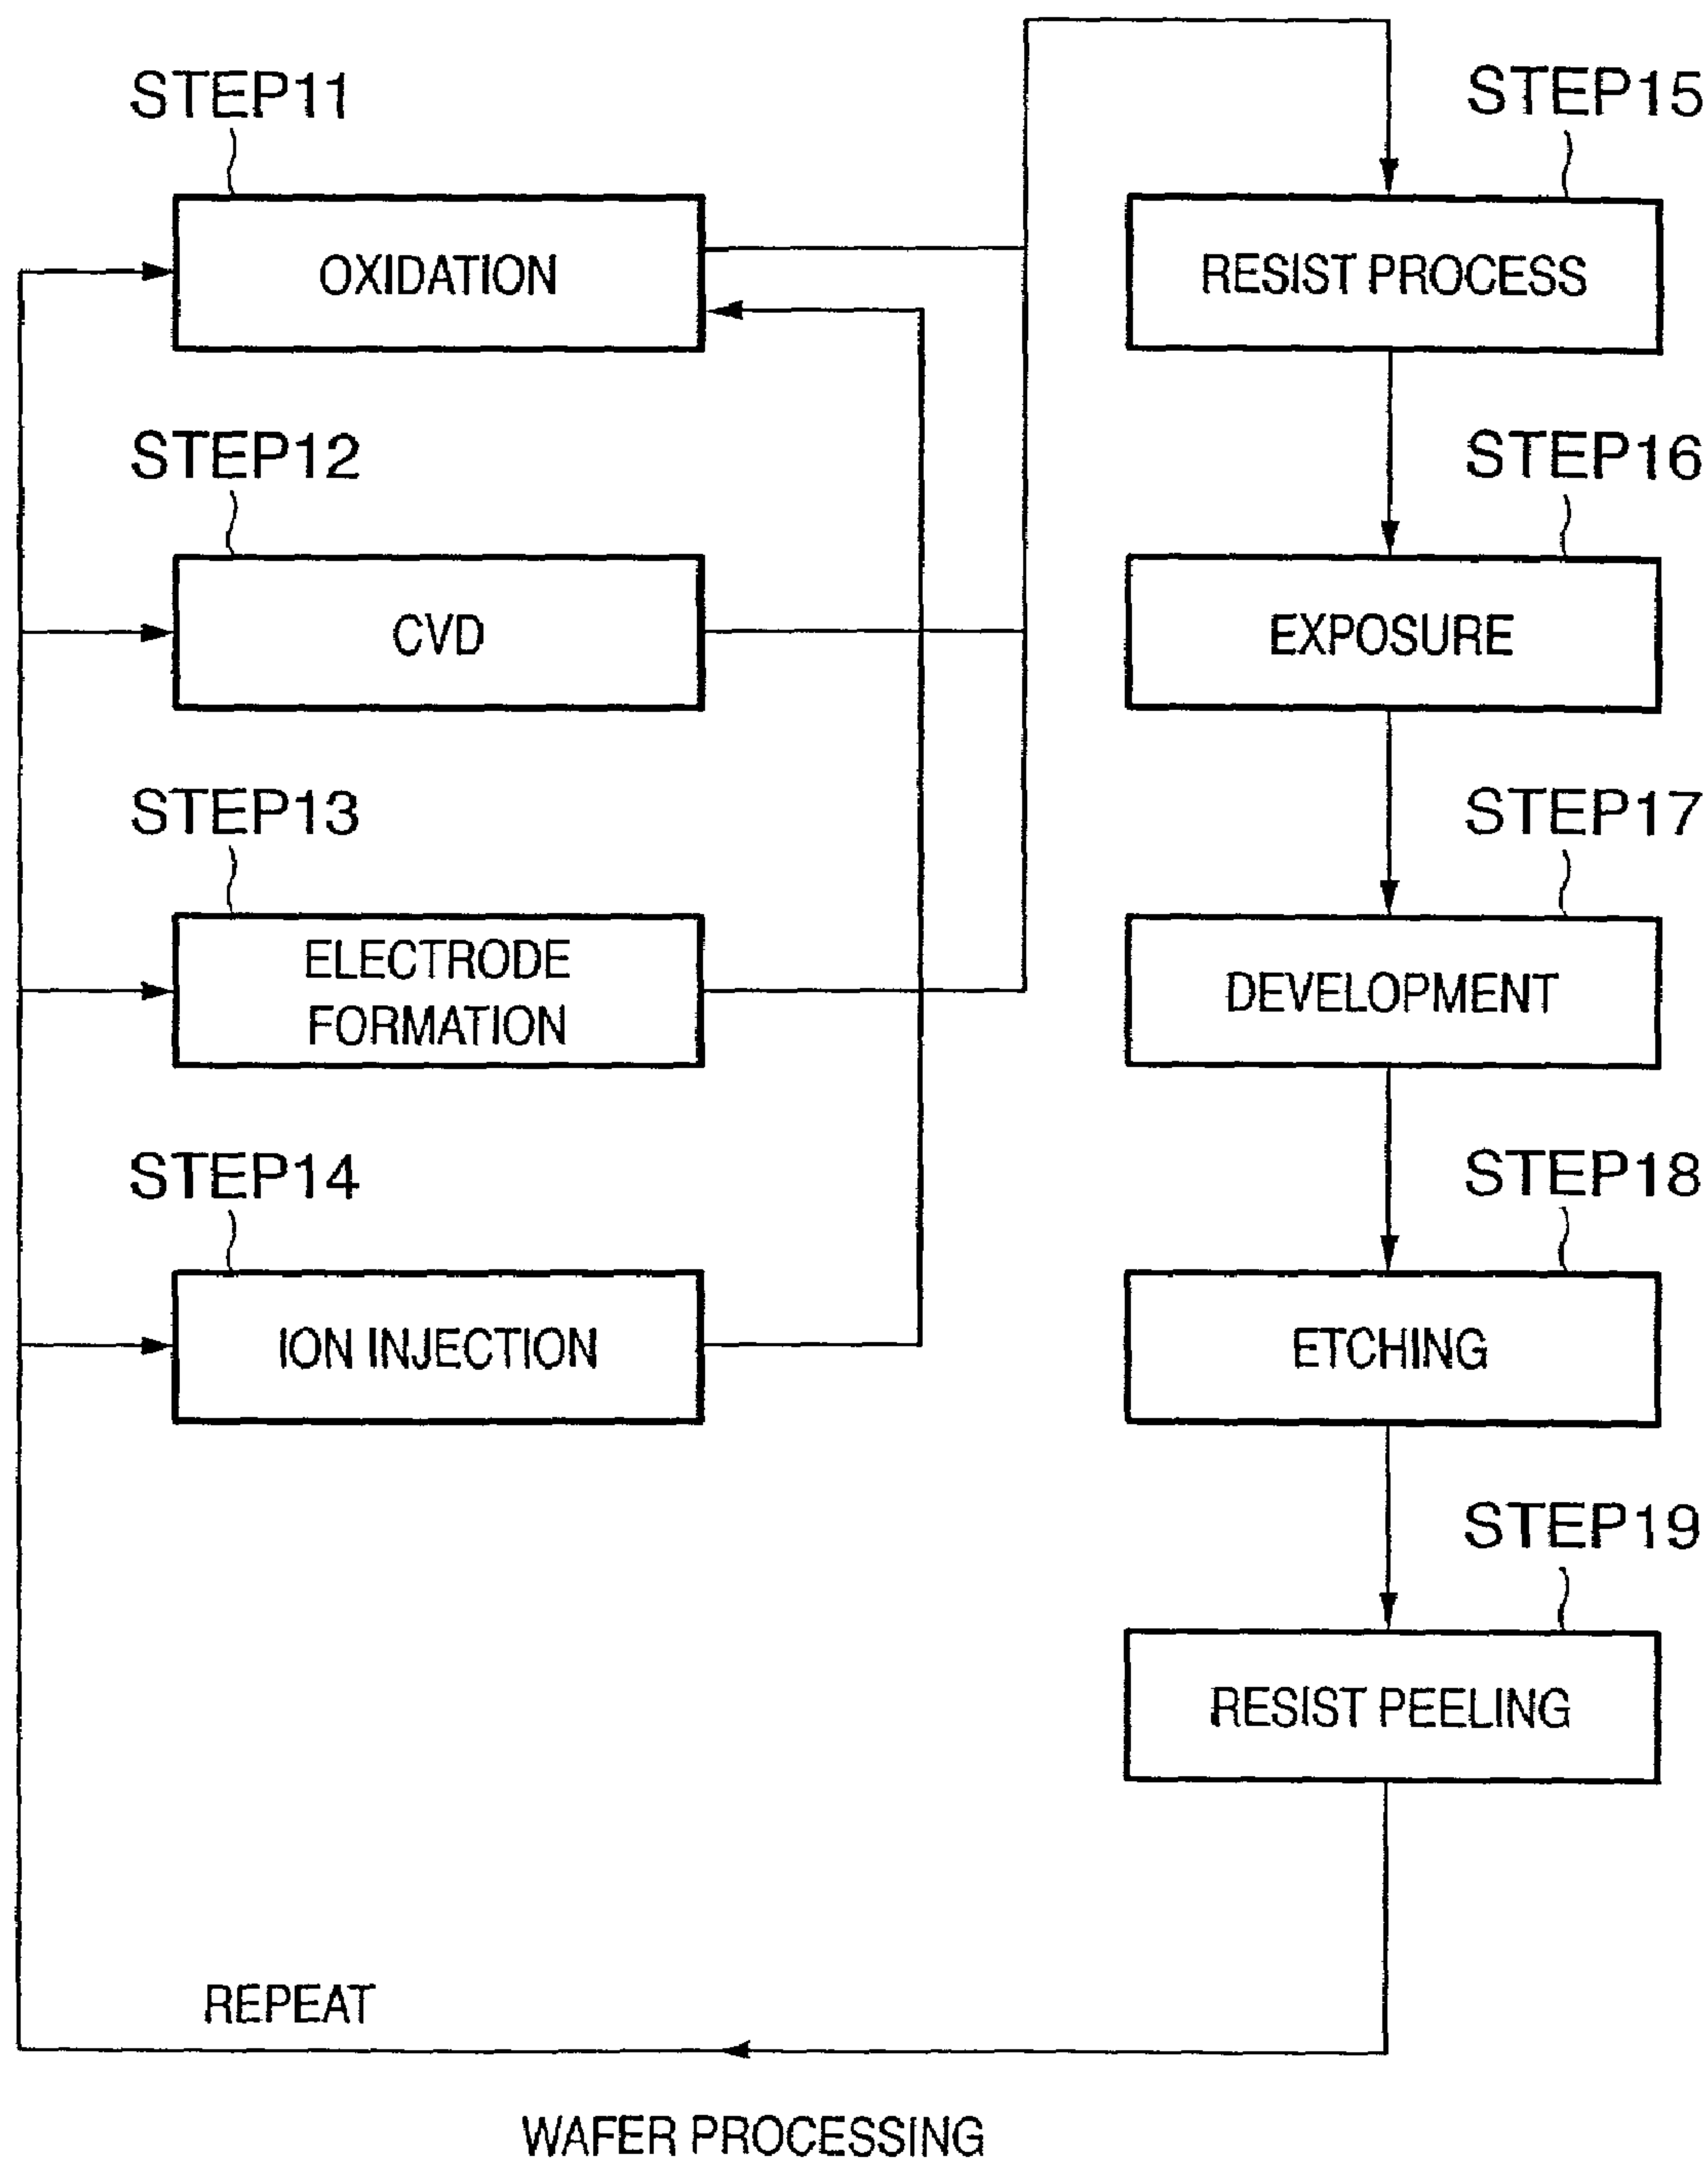 STEP11
OXIDATION
STEP12
CVD
STEP13
ELECTRODE
FORMATION
STEP14
ION INJECTION
STEP15
RESIST PROCESS
STEP16
EXPOSURE
STEP17
DEVELOPMENT
STEP18
ETCHING
STEP19
RESIST PEELING
REPEAT
WAFER PROCESSING